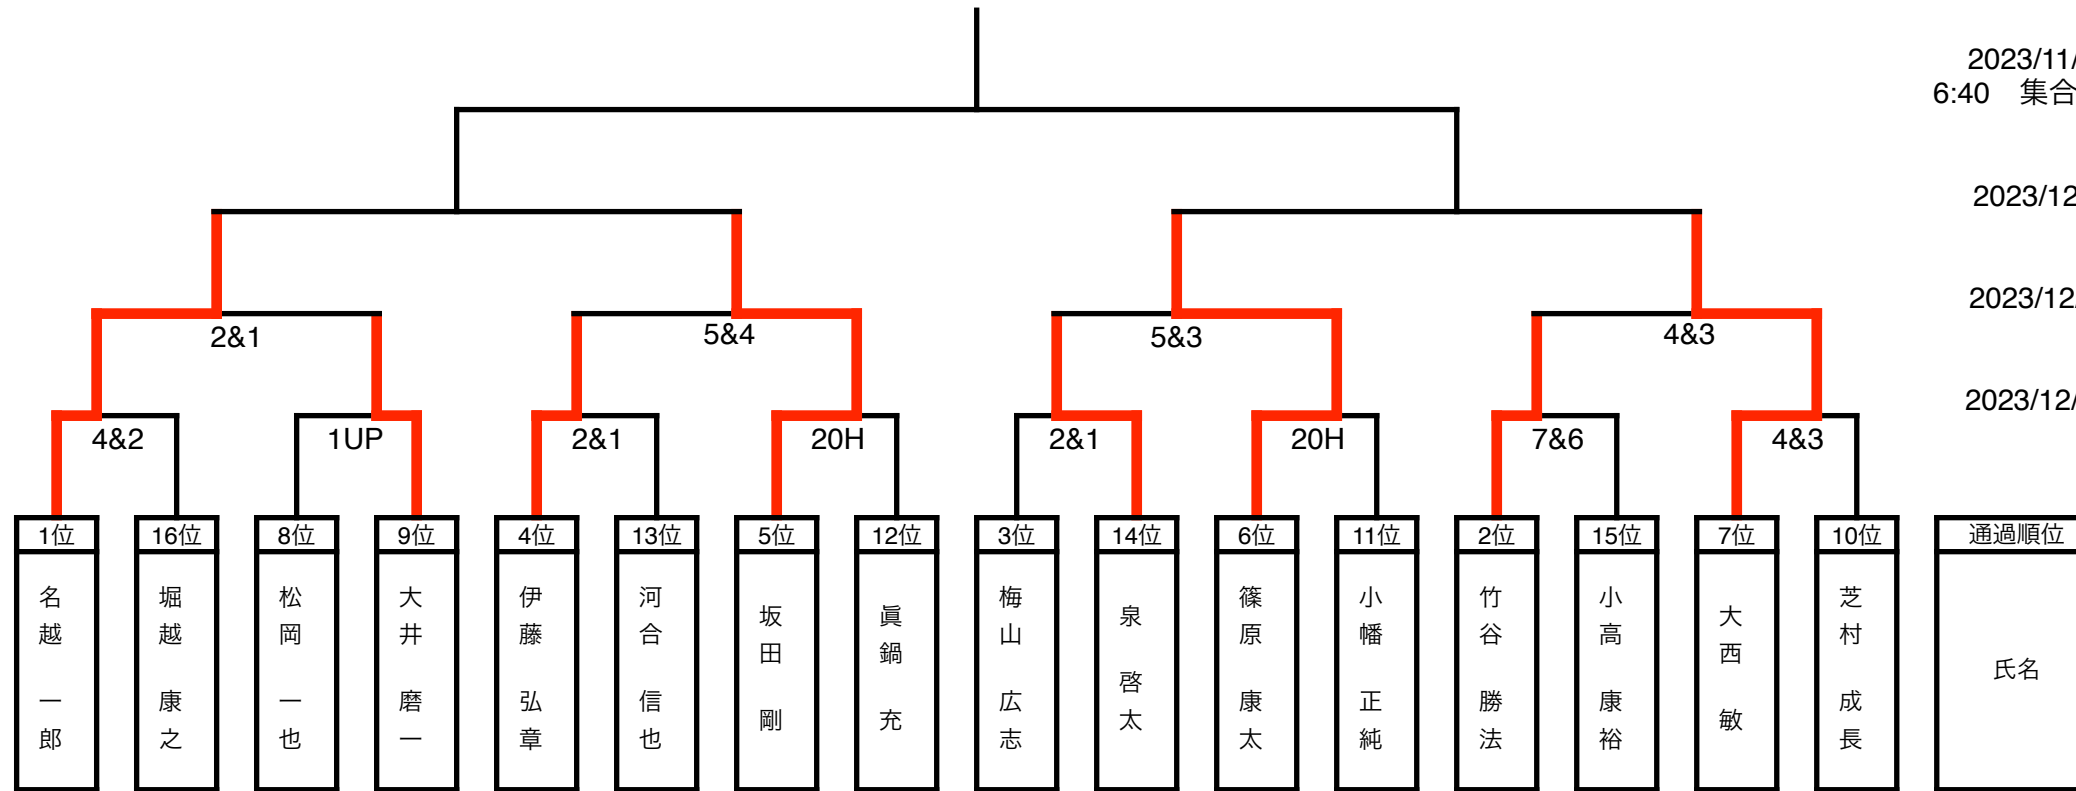 2023/11/
6:40　集合
2023/12
2023/12/
2023/12/
2&1
5&4
5&3
4&3
4&2
1UP
2&1
20H
2&1
20H
7&6
4&3
1位
16位
8位
9位
4位
13位
5位
12位
3位
14位
6位
11位
2位
15位
7位
10位
通過順位
名越　一郎
堀越　康之
松岡　一也
大井　磨一
伊藤　弘章
河合　信也
坂田　剛
眞鍋　充
梅山　広志
泉　啓太
篠原　康太
小幡　正純
竹谷　勝法
小高　康裕
大西　敏
芝村　成長
氏名